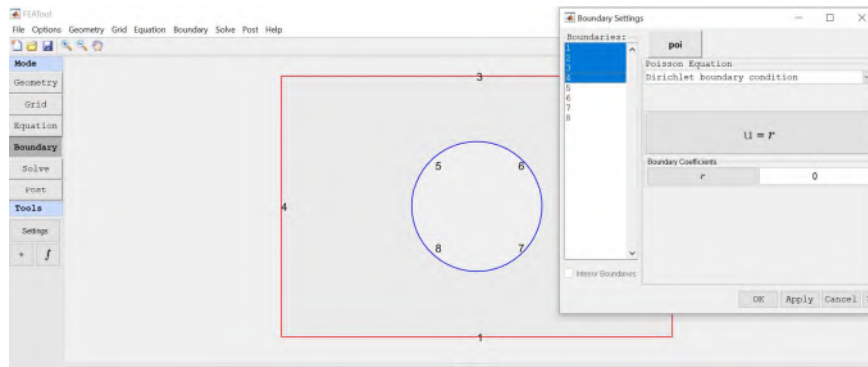 FEATool
File Options Geometry Grid Equation Boundary Solve Post Help
Mode
Geometry
Grid
Equation
Boundary
Solve
Post
Tools
Settings
+ ∫
3
4
5
6
8
7
1
Boundary Settings
Boundaries:
1
2
3
4
5
6
7
8
Interior Boundaries
poi
Poisson Equation
Dirichlet boundary condition
u = r
Boundary Coefficients
r 0
OK Apply Cancel